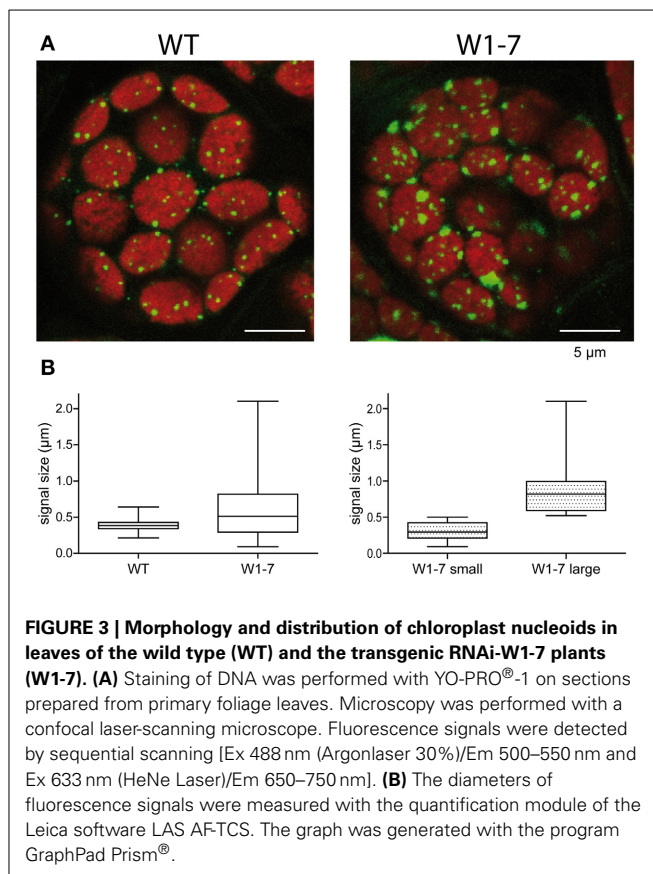 A
WT
W1-7
5 µm
B
signal size (µm)
2.0
1.5
1.0
0.5
0.0
WT
W1-7
signal size (µm)
2.0
1.5
1.0
0.5
0.0
W1-7 small
W1-7 large
FIGURE 3 | Morphology and distribution of chloroplast nucleoids in
leaves of the wild type (WT) and the transgenic RNAi-W1-7 plants
(W1-7). (A) Staining of DNA was performed with YO-PRO®-1 on sections
prepared from primary foliage leaves. Microscopy was performed with a
confocal laser-scanning microscope. Fluorescence signals were detected
by sequential scanning [Ex 488 nm (Argonlaser 30%)/Em 500–550 nm and
Ex 633 nm (HeNe Laser)/Em 650–750 nm]. (B) The diameters of
fluorescence signals were measured with the quantification module of the
Leica software LAS AF-TCS. The graph was generated with the program
GraphPad Prism®.